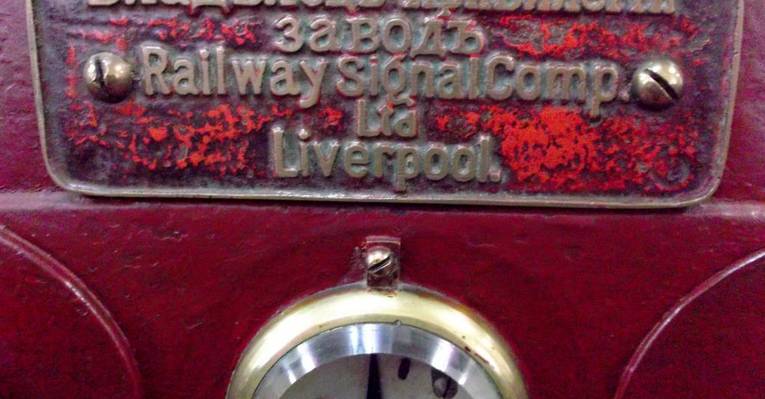 заводъ
Railway Signal Comp.
Ltd
Liverpool.